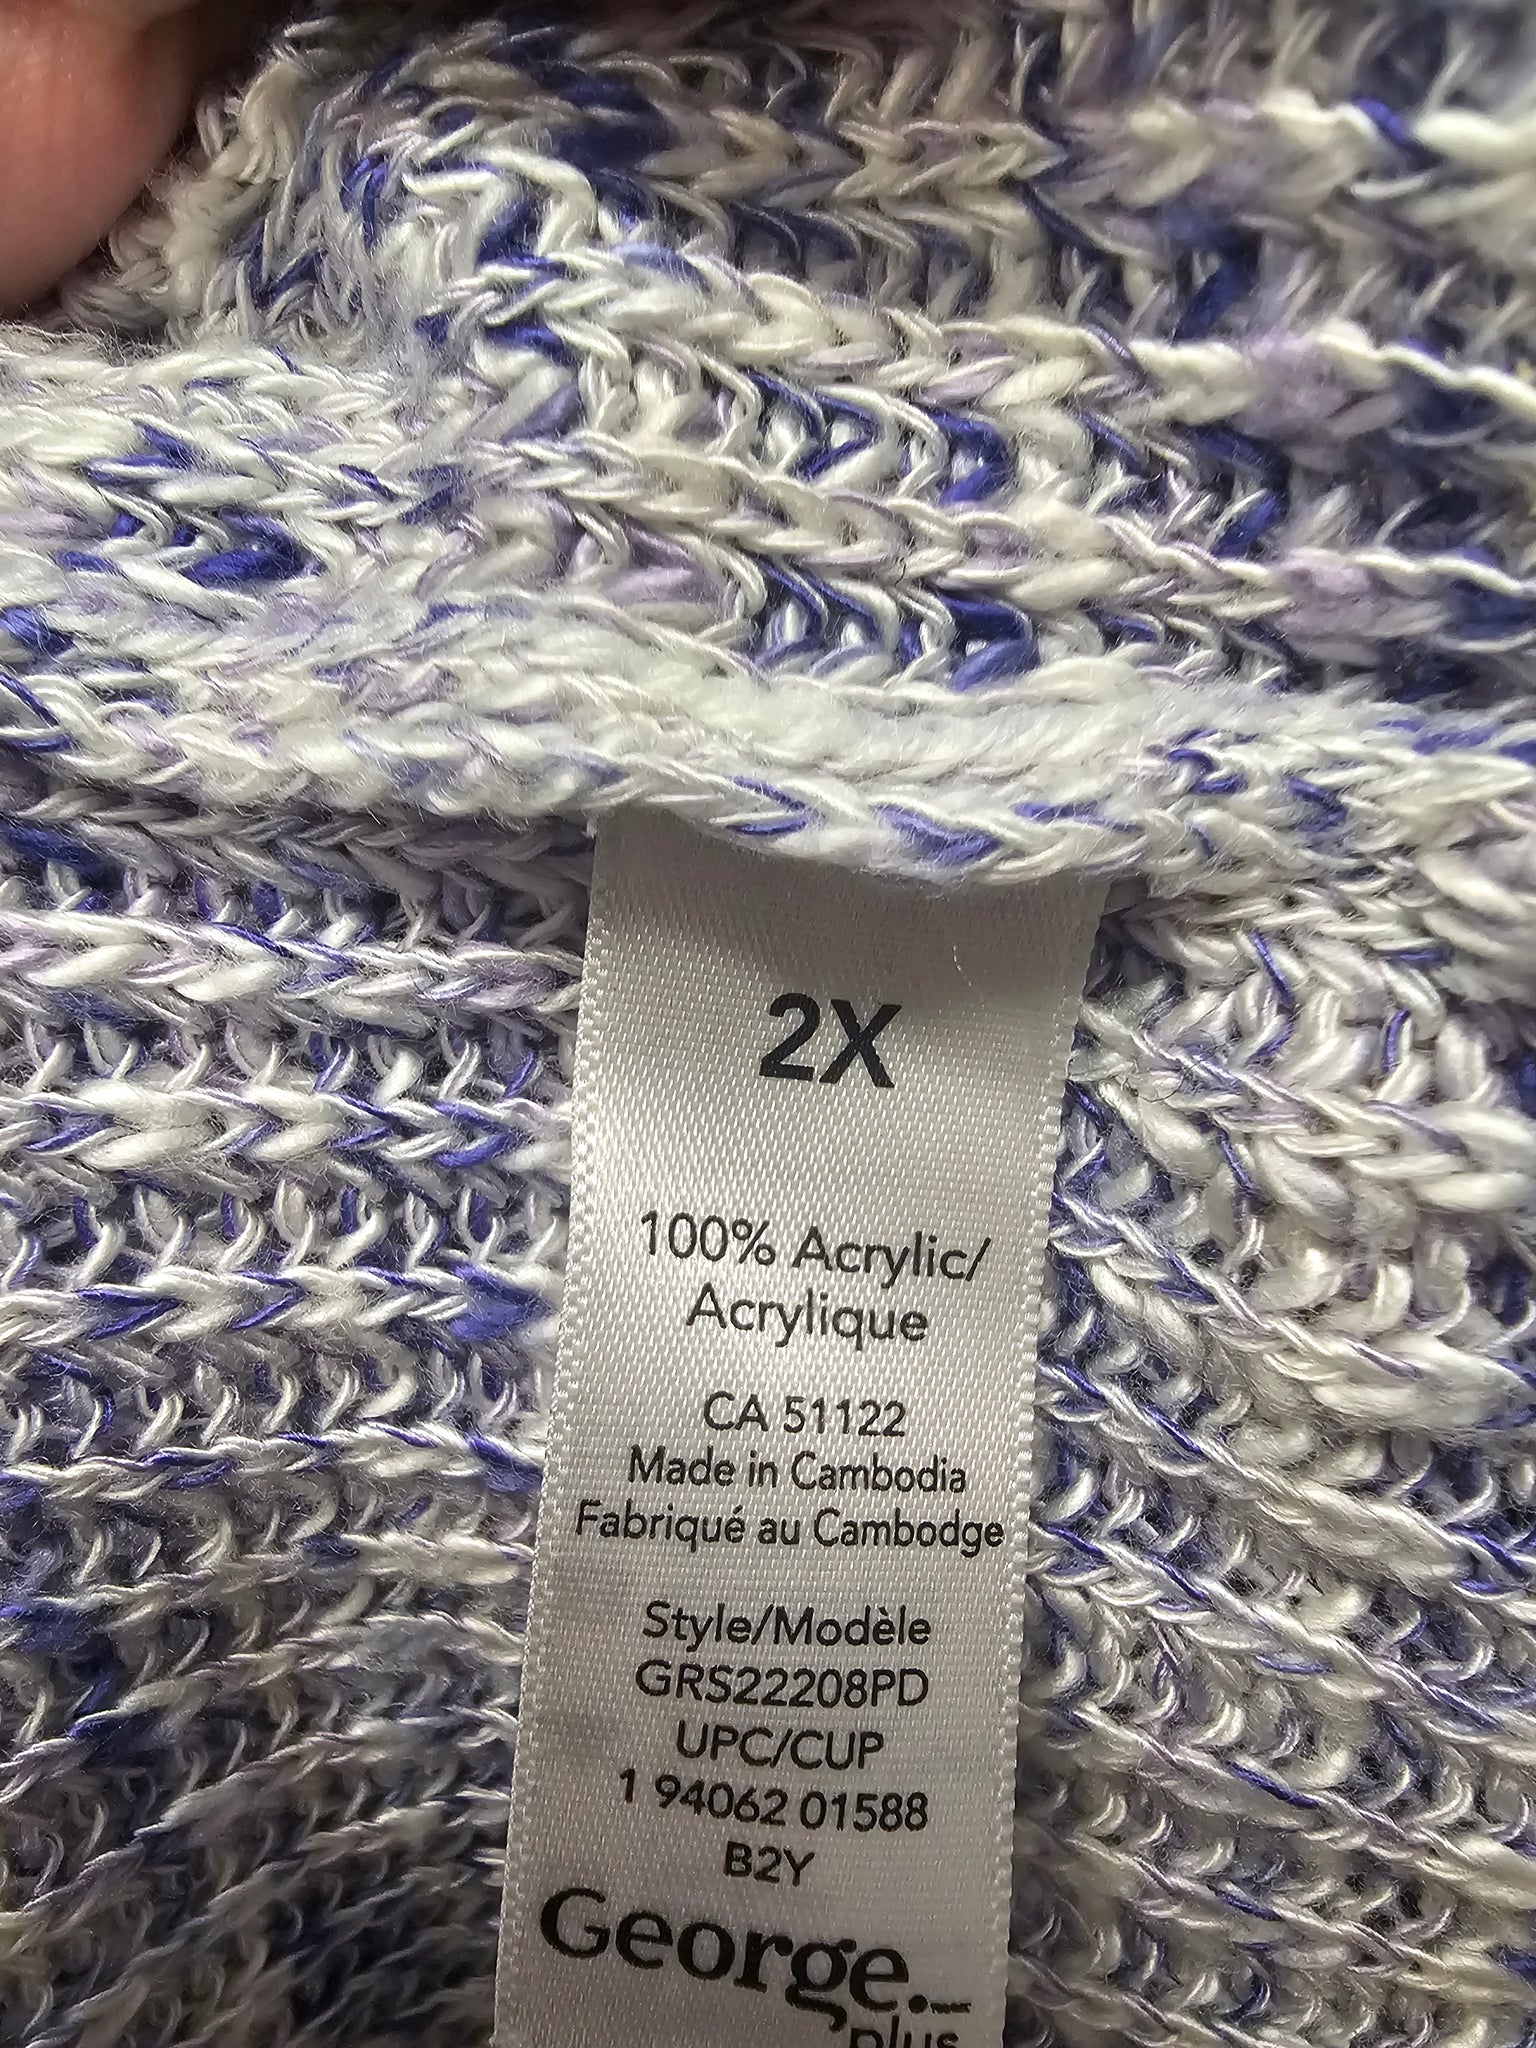 2X
100% Acrylic/
Acrylique
CA 51122
Made in Cambodia
Fabriqué au Cambodge
Style/Modèle
GRS22208PD
UPC/CUP
1 94062 01588
B2Y
George.
plus